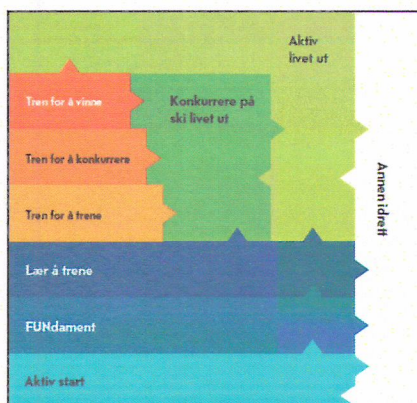 Aktiv
livet ut
Tren for å vinne
Konkurrere på
ski livet ut
Tren for å konkurrere
Tren for å trene
Annen idrett
Lær å trene
FUNdament
Aktiv start